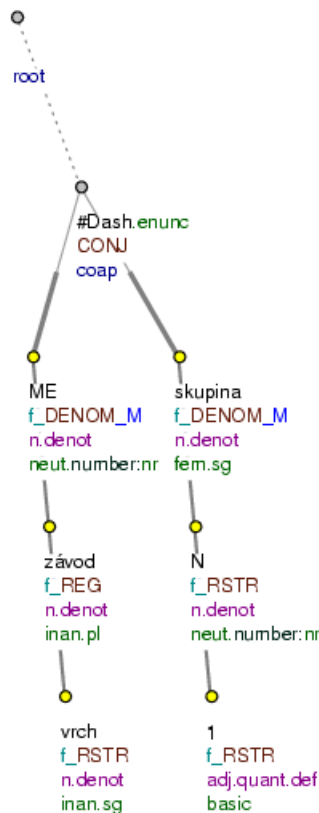 root
#Dash.enunc
CONJ
coap
ME
f_DENOM_M
n.denot
neut.number:nr
skupina
f_DENOM_M
n.denot
fem.sg
závod
f_REG
n.denot
inan.pl
N
f_RSTR
n.denot
neut.number:nr
vrch
f_RSTR
n.denot
inan.sg
1
f_RSTR
adj.quant.def
basic